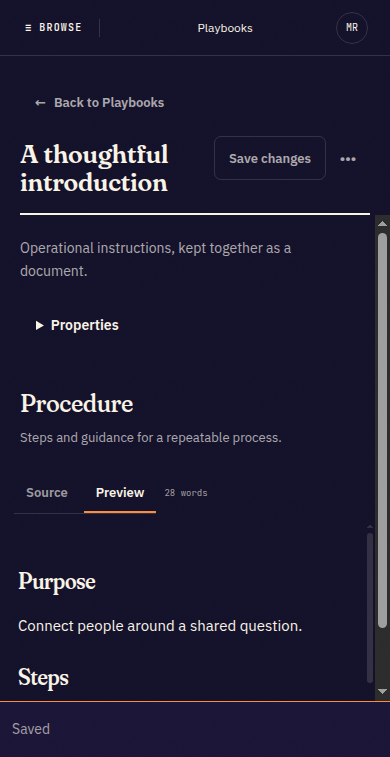 ≡ BROWSE
Playbooks
MR
← Back to Playbooks
A thoughtful
introduction
Save changes
•••
Operational instructions, kept together as a
document.
▶ Properties
Procedure
Steps and guidance for a repeatable process.
Source
Preview
28 words
Purpose
Connect people around a shared question.
Steps
Saved